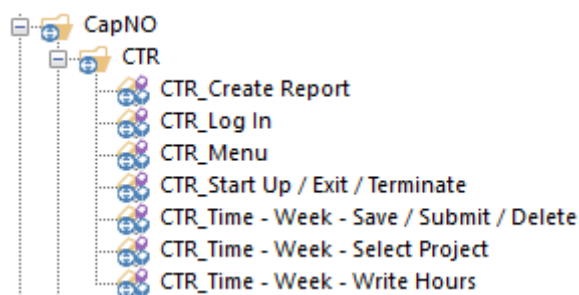 CapNO
CTR
CTR_Create Report
CTR_Log In
CTR_Menu
CTR_Start Up / Exit / Terminate
CTR_Time - Week - Save / Submit / Delete
CTR_Time - Week - Select Project
CTR_Time - Week - Write Hours